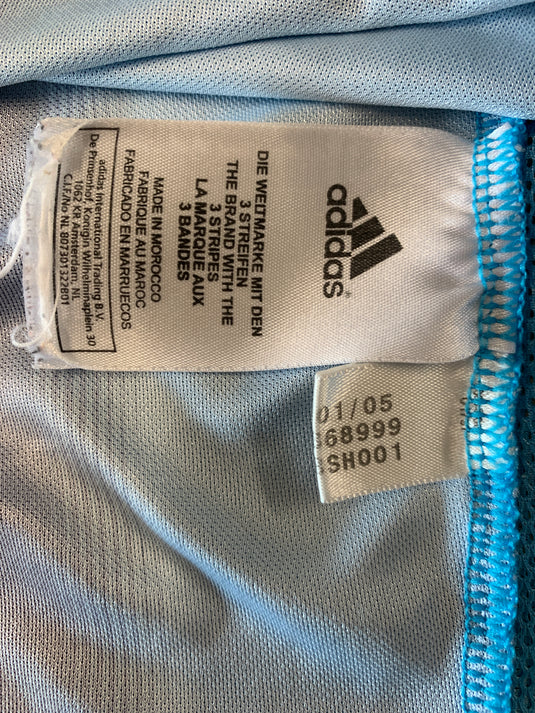 adidas®
DIE WELTMARKE MIT DEN
3 STREIFEN
THE BRAND WITH THE
3 STRIPES
LA MARQUE AUX
3 BANDES
MADE IN MOROCCO
FABRIQUE AU MAROC
FABRICADO EN MARRUECOS
adidas International Trading B.V.
De Prinsenhof, Koningin Wilhelminaplein 30
1062 KR Amsterdam, NL
C.I.F/No NL 807301322B01
01/05
68999
SH001